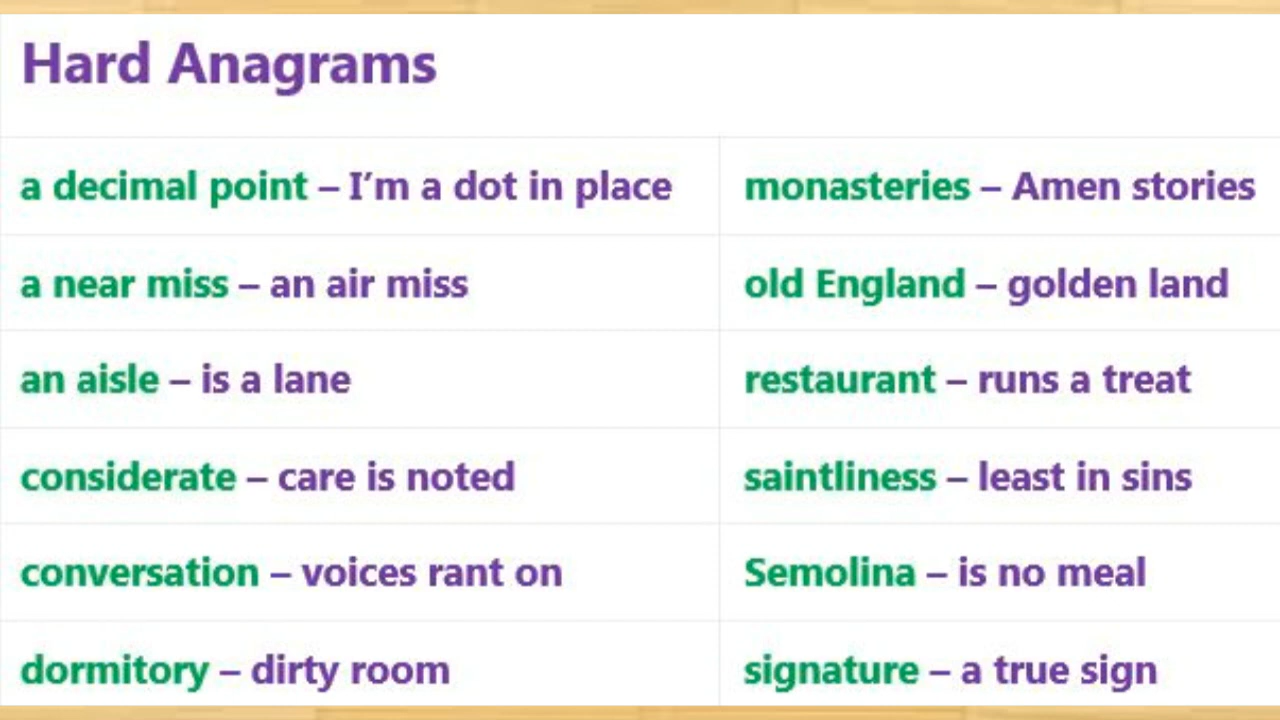 Hard Anagrams
a decimal point – I’m a dot in place
monasteries – Amen stories
a near miss – an air miss
old England – golden land
an aisle – is a lane
restaurant – runs a treat
considerate – care is noted
saintliness – least in sins
conversation – voices rant on
Semolina – is no meal
dormitory – dirty room
signature – a true sign